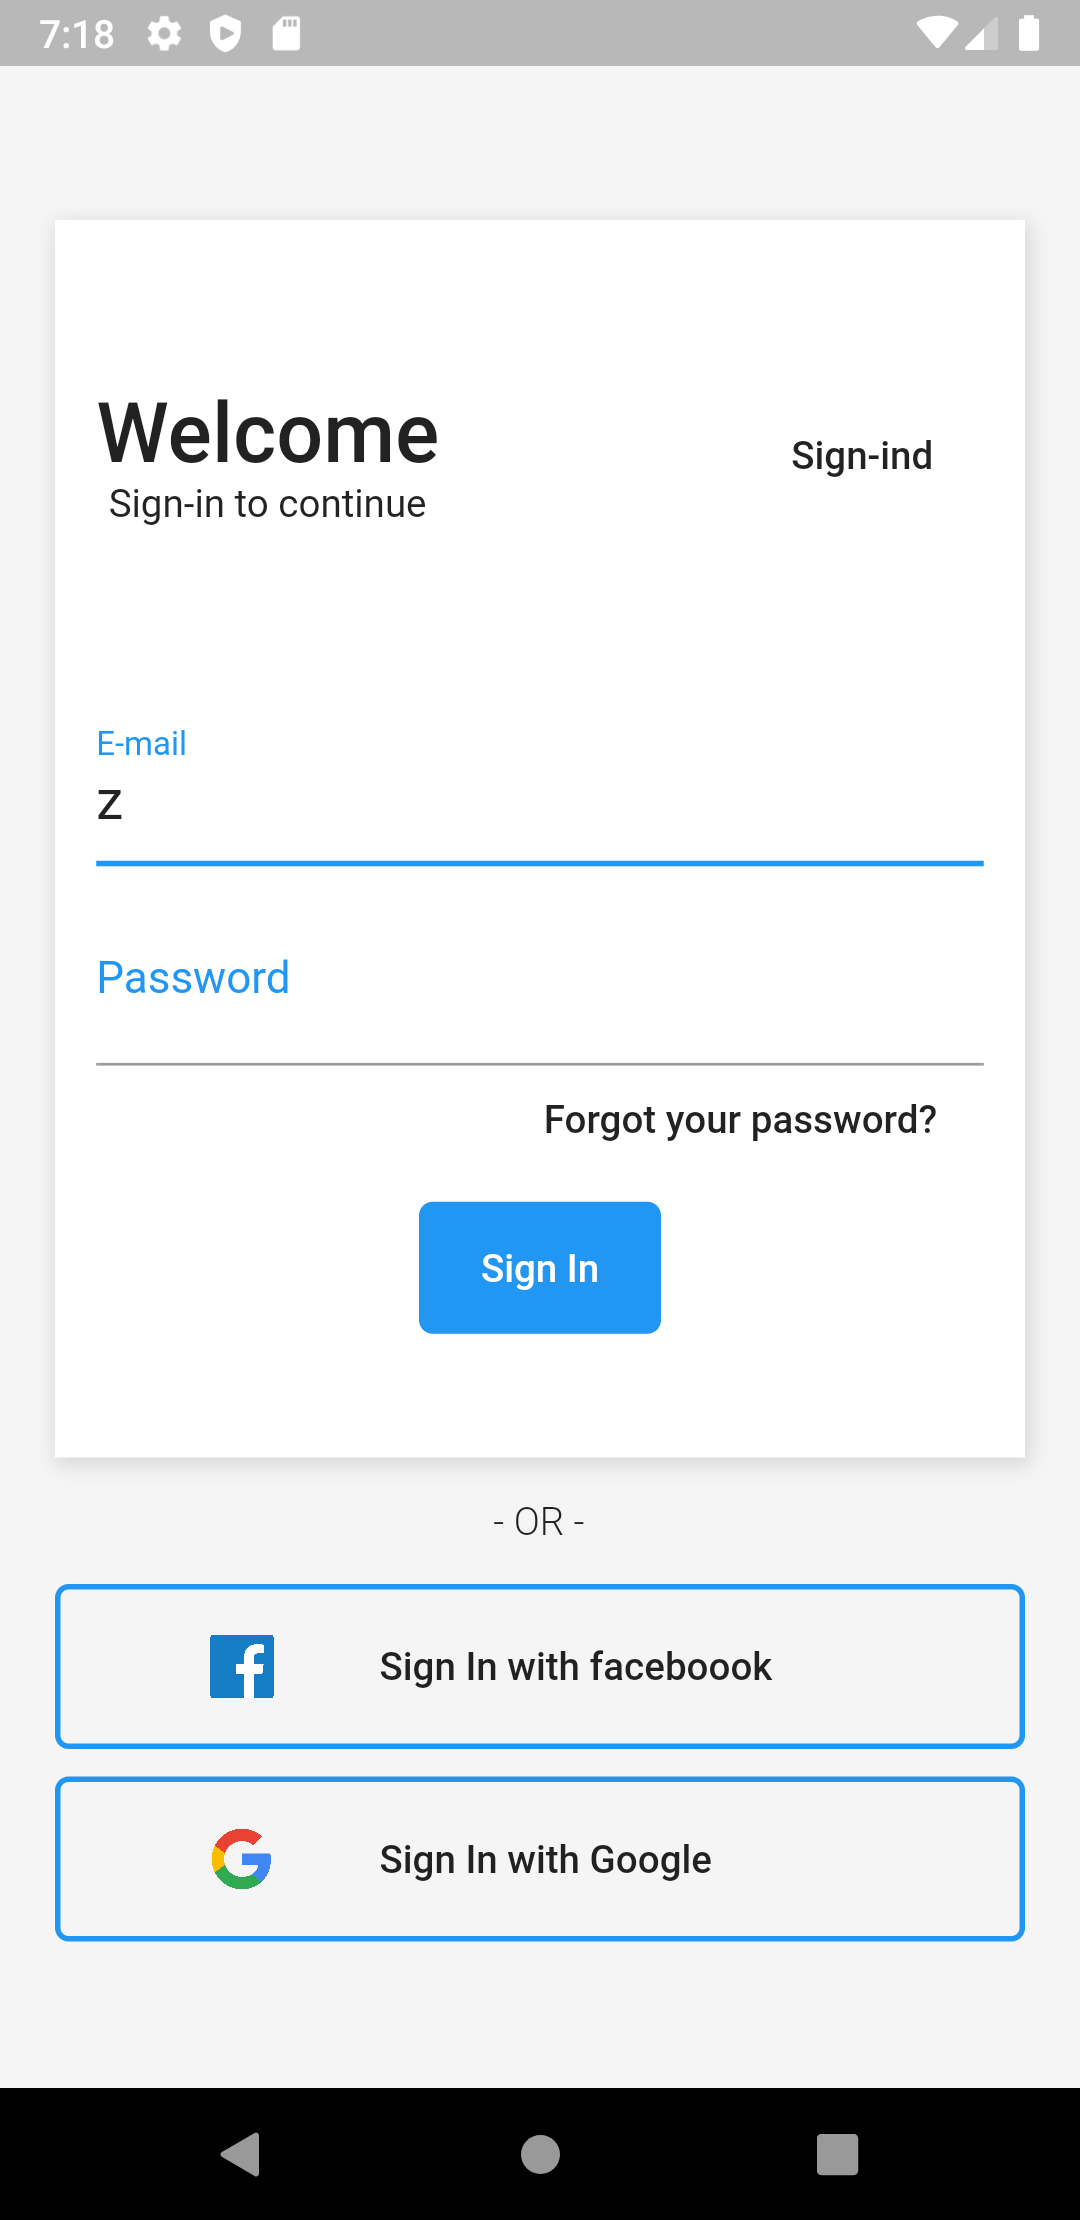 7:18
Welcome
Sign-ind
Sign-in to continue
E-mail
z
Password
Forgot your password?
Sign In
- OR -
Sign In with faceboook
Sign In with Google